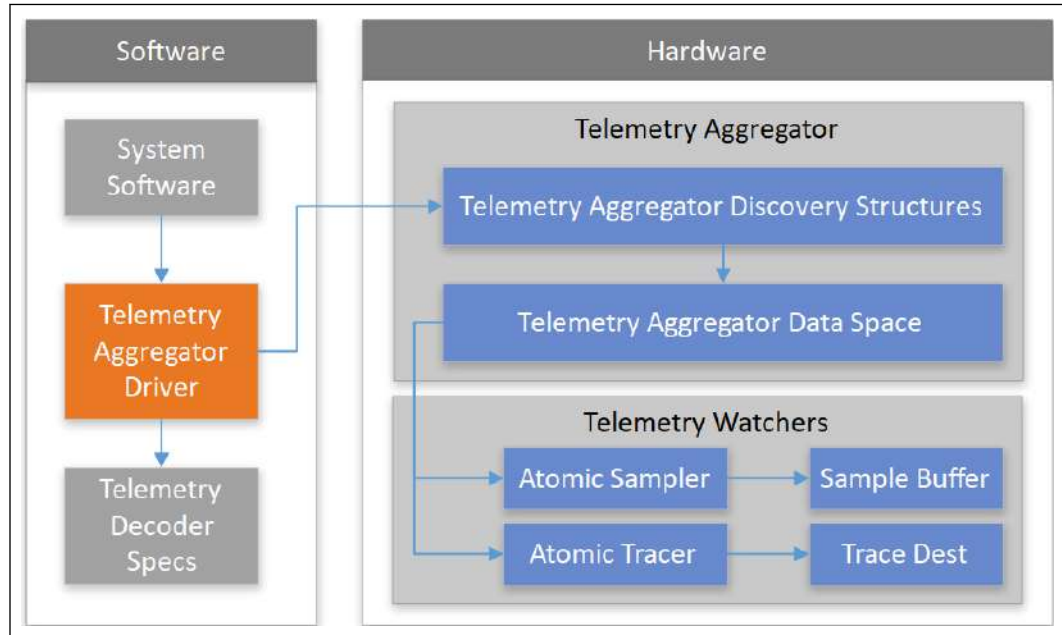 Software
System
Software
Telemetry
Aggregator
Driver
Telemetry
Decoder
Specs
Hardware
Telemetry Aggregator
Telemetry Aggregator Discovery Structures
Telemetry Aggregator Data Space
Telemetry Watchers
Atomic Sampler
Sample Buffer
Atomic Tracer
Trace Dest